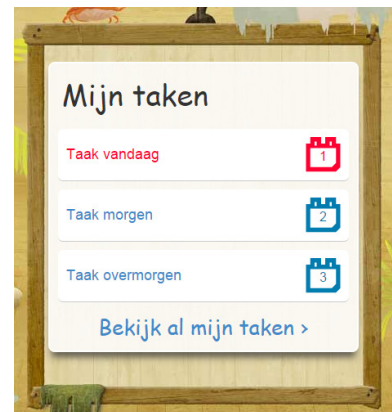 Mijn taken
Taak vandaag 1
Taak morgen 2
Taak overmorgen 3
Bekijk al mijn taken >